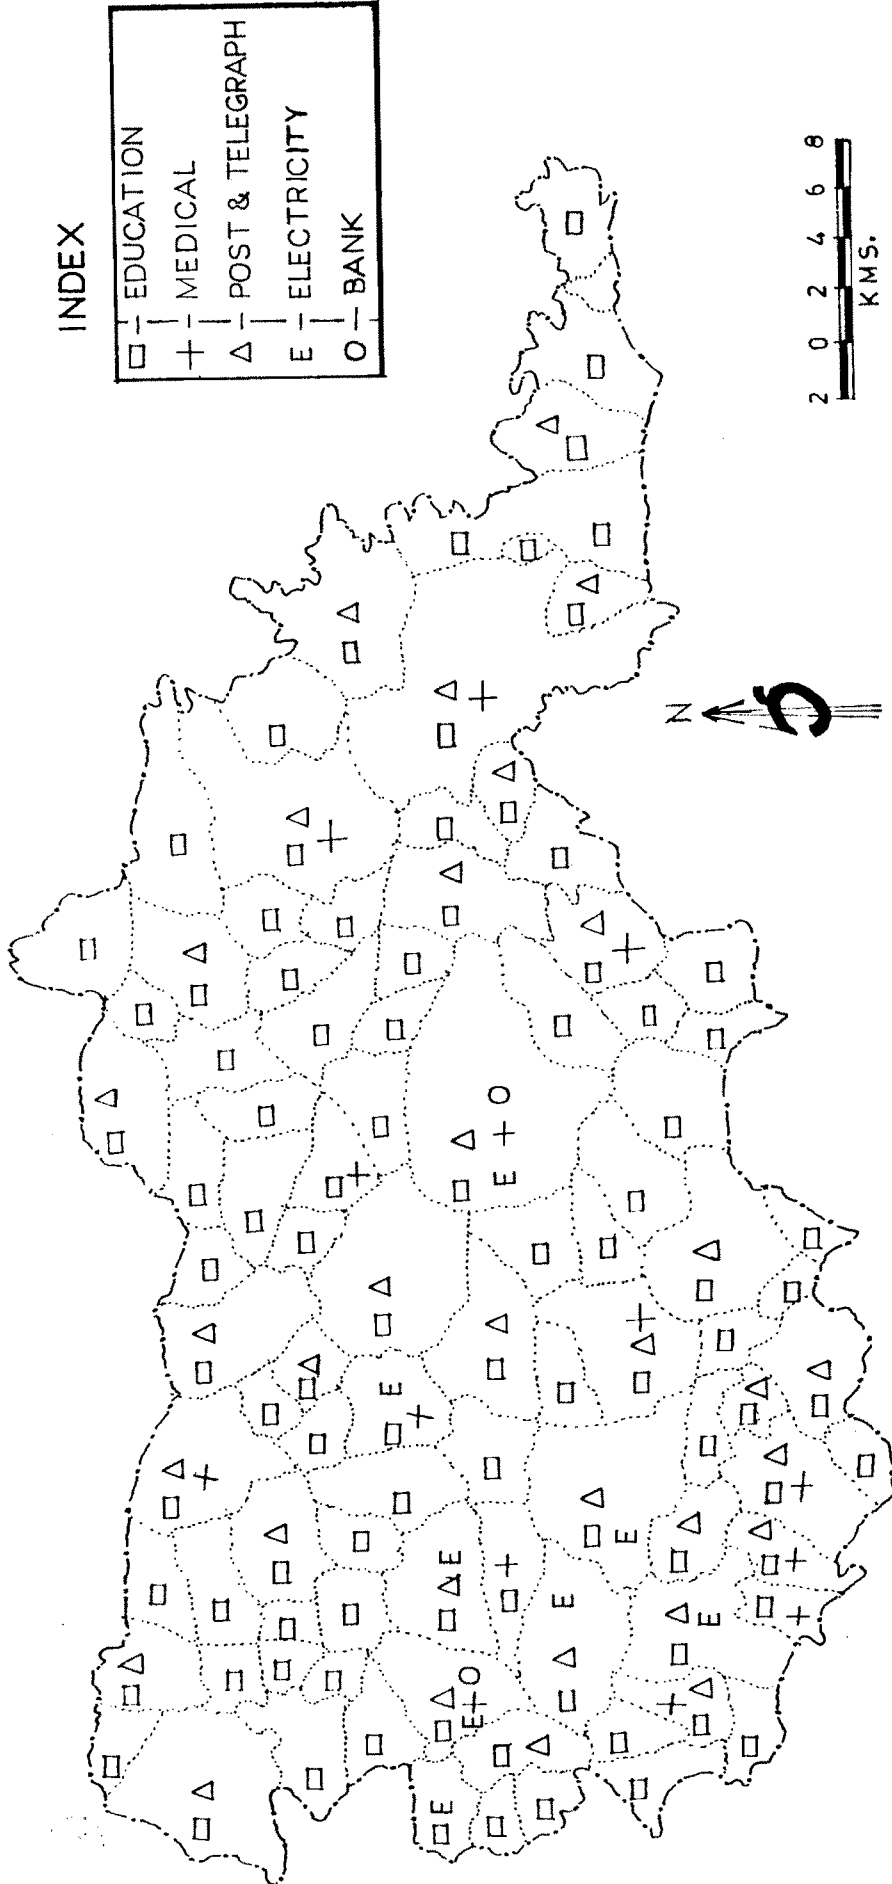 INDEX
□ - EDUCATION
+ - MEDICAL
△ - POST & TELEGRAPH
E - ELECTRICITY
O - BANK
2 0 2 4 6 8
KMS.
N
E
E O
E
E
E
E
E
E O
E